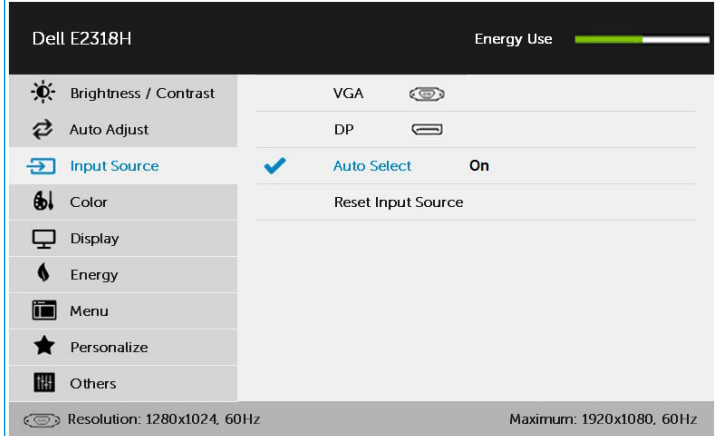 Dell E2318H
Energy Use
Brightness / Contrast
VGA
Auto Adjust
DP
Input Source
Auto Select On
Color
Reset Input Source
Display
Energy
Menu
Personalize
Others
Resolution: 1280x1024, 60Hz
Maximum: 1920x1080, 60Hz